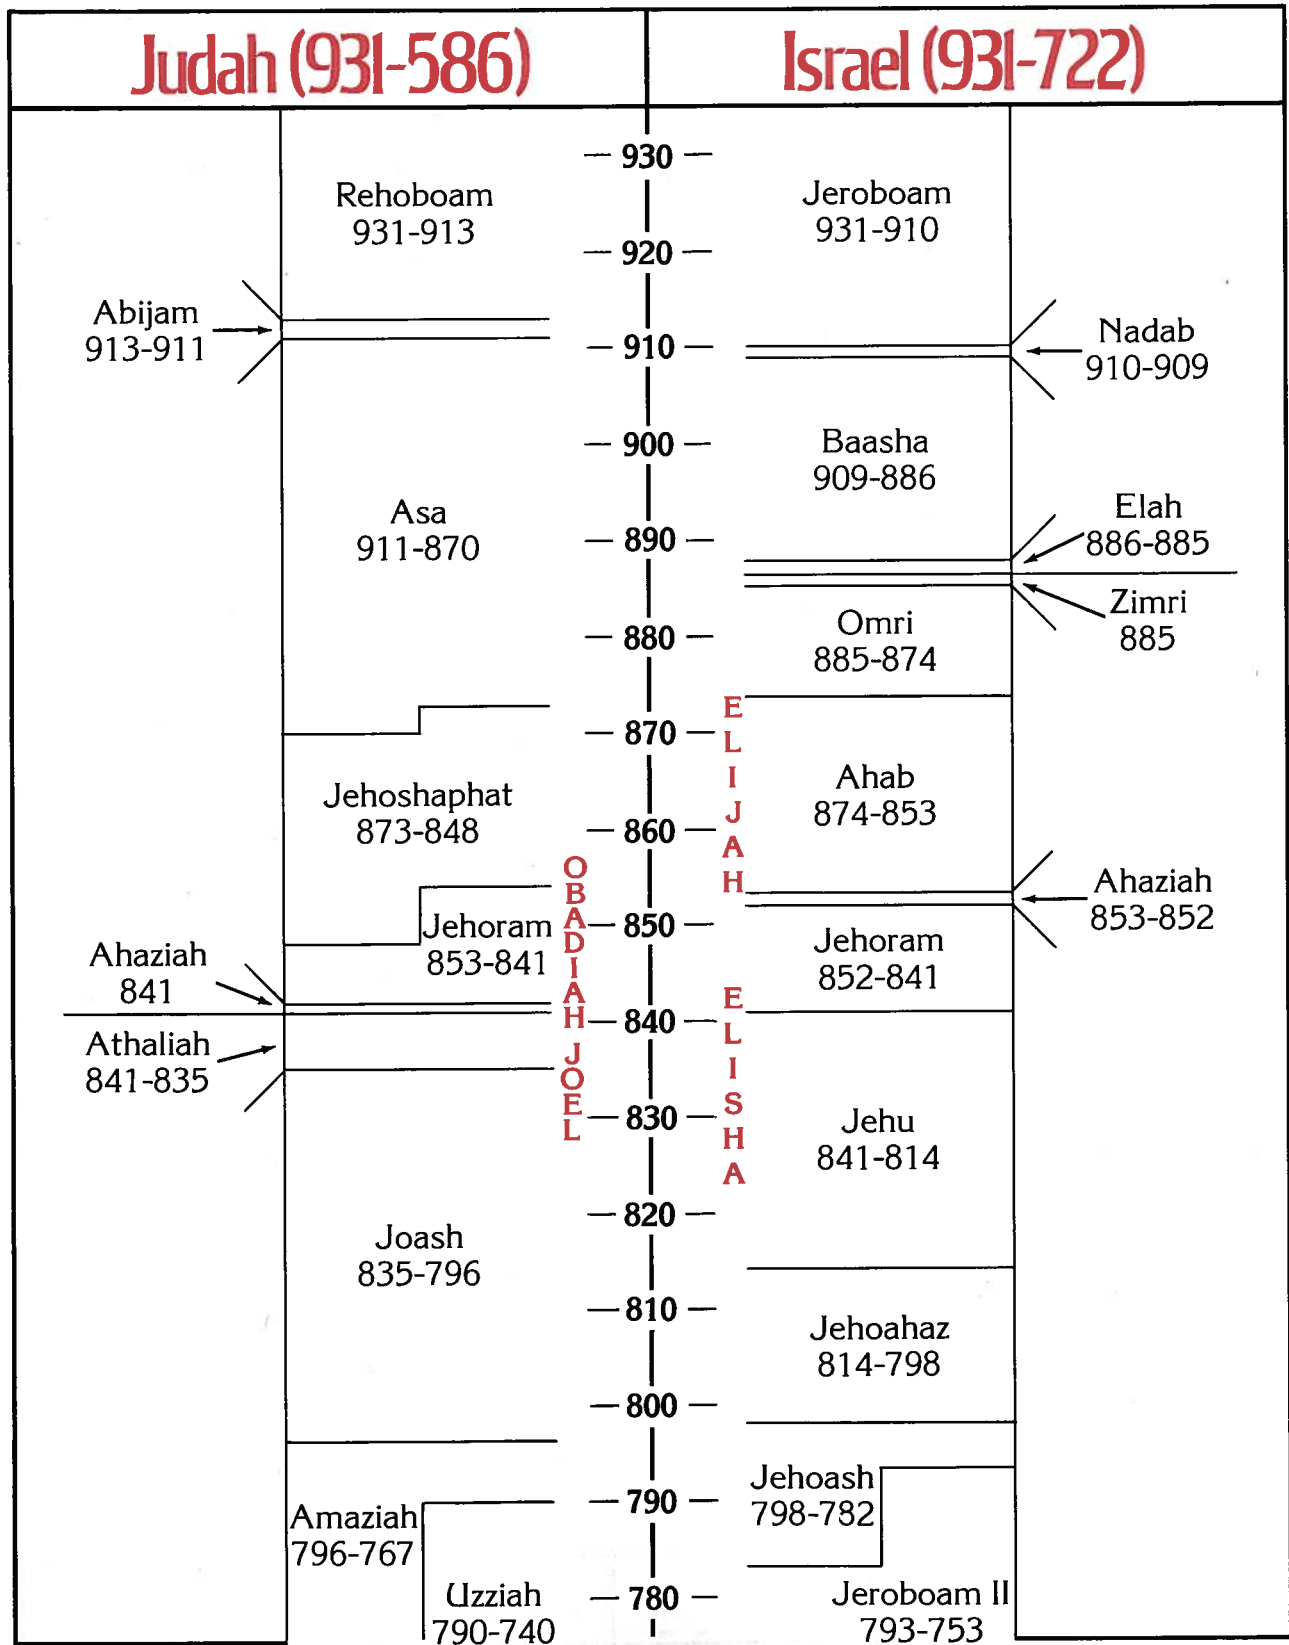 Judah (931-586)
Israel (931-722)
930
Rehoboam
931-913
Jeroboam
931-910
920
Abijam
913-911
910
Nadab
910-909
900
Baasha
909-886
Asa
911-870
Elah
886-885
890
Zimri
885
Omri
885-874
880
870
ELIJAH
Jehoshaphat
873-848
Ahab
874-853
860
OBADIAH
Ahaziah
853-852
Jehoram
853-841
850
Jehoram
852-841
Ahaziah
841
840
ELISHA
Athaliah
841-835
JOEL
830
Jehu
841-814
820
Joash
835-796
810
Jehoahaz
814-798
800
Jehoash
798-782
790
Amaziah
796-767
Uzziah
790-740
780
Jeroboam II
793-753